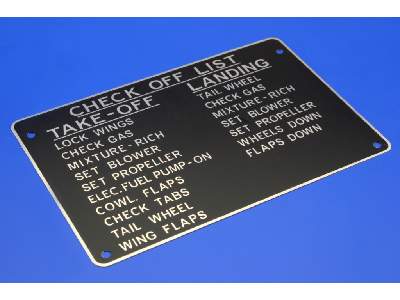 CHECK OFF LIST
TAKE-OFF
LOCK WINGS
CHECK GAS
MIXTURE-RICH
SET BLOWER
SET PROPELLER
ELEC. FUEL PUMP-ON
COWL. FLAPS
CHECK TABS
TAIL WHEEL
WING FLAPS
LANDING
TAIL WHEEL
CHECK GAS
MIXTURE-RICH
SET BLOWER
SET PROPELLER
WHEELS DOWN
FLAPS DOWN